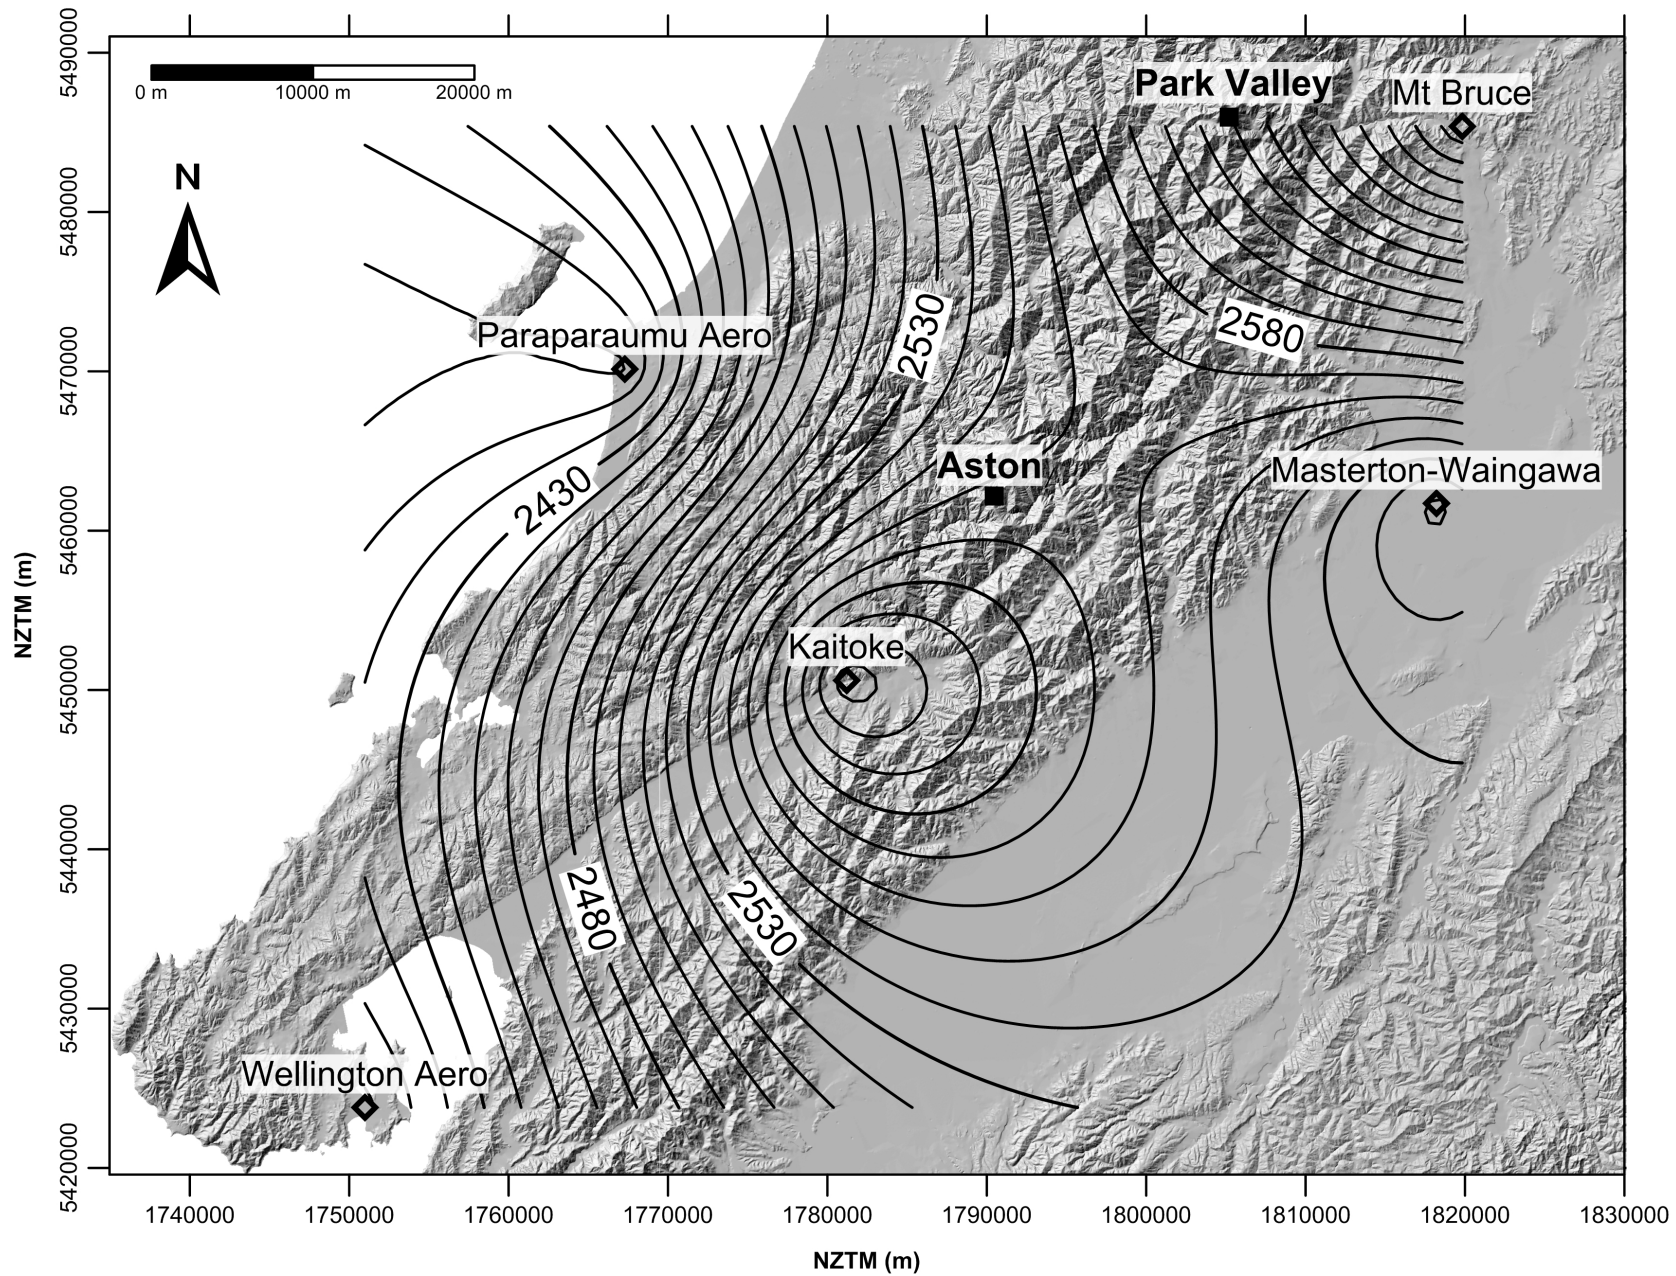 5490000
5480000
5470000
5460000
5450000
5440000
5430000
5420000
NZTM (m)
0 m
10000 m
20000 m
N
Park Valley
Mt Bruce
Paraparaumu Aero
2530
2580
Aston
Masterton-Waingawa
2430
Kaitoke
2480
2530
Wellington Aero
1740000
1750000
1760000
1770000
1780000
1790000
1800000
1810000
1820000
1830000
NZTM (m)